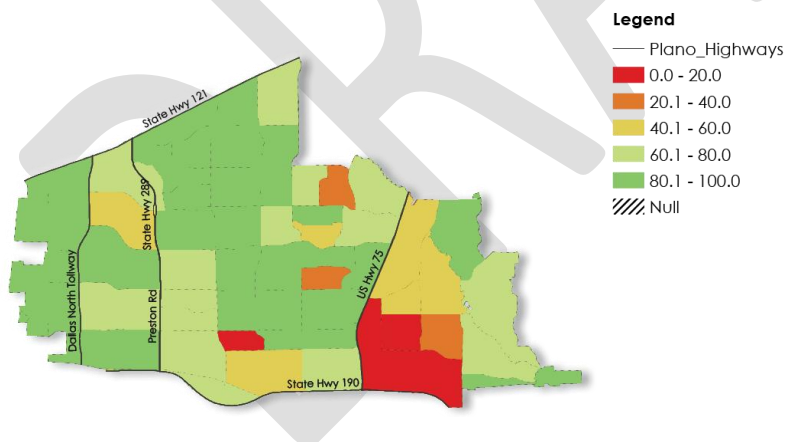 Legend
Plano_Highways
0.0 - 20.0
20.1 - 40.0
40.1 - 60.0
60.1 - 80.0
80.1 - 100.0
Null
State Hwy 121
State Hwy 289
Dallas North Tollway
Preston Rd
US Hwy 75
State Hwy 190